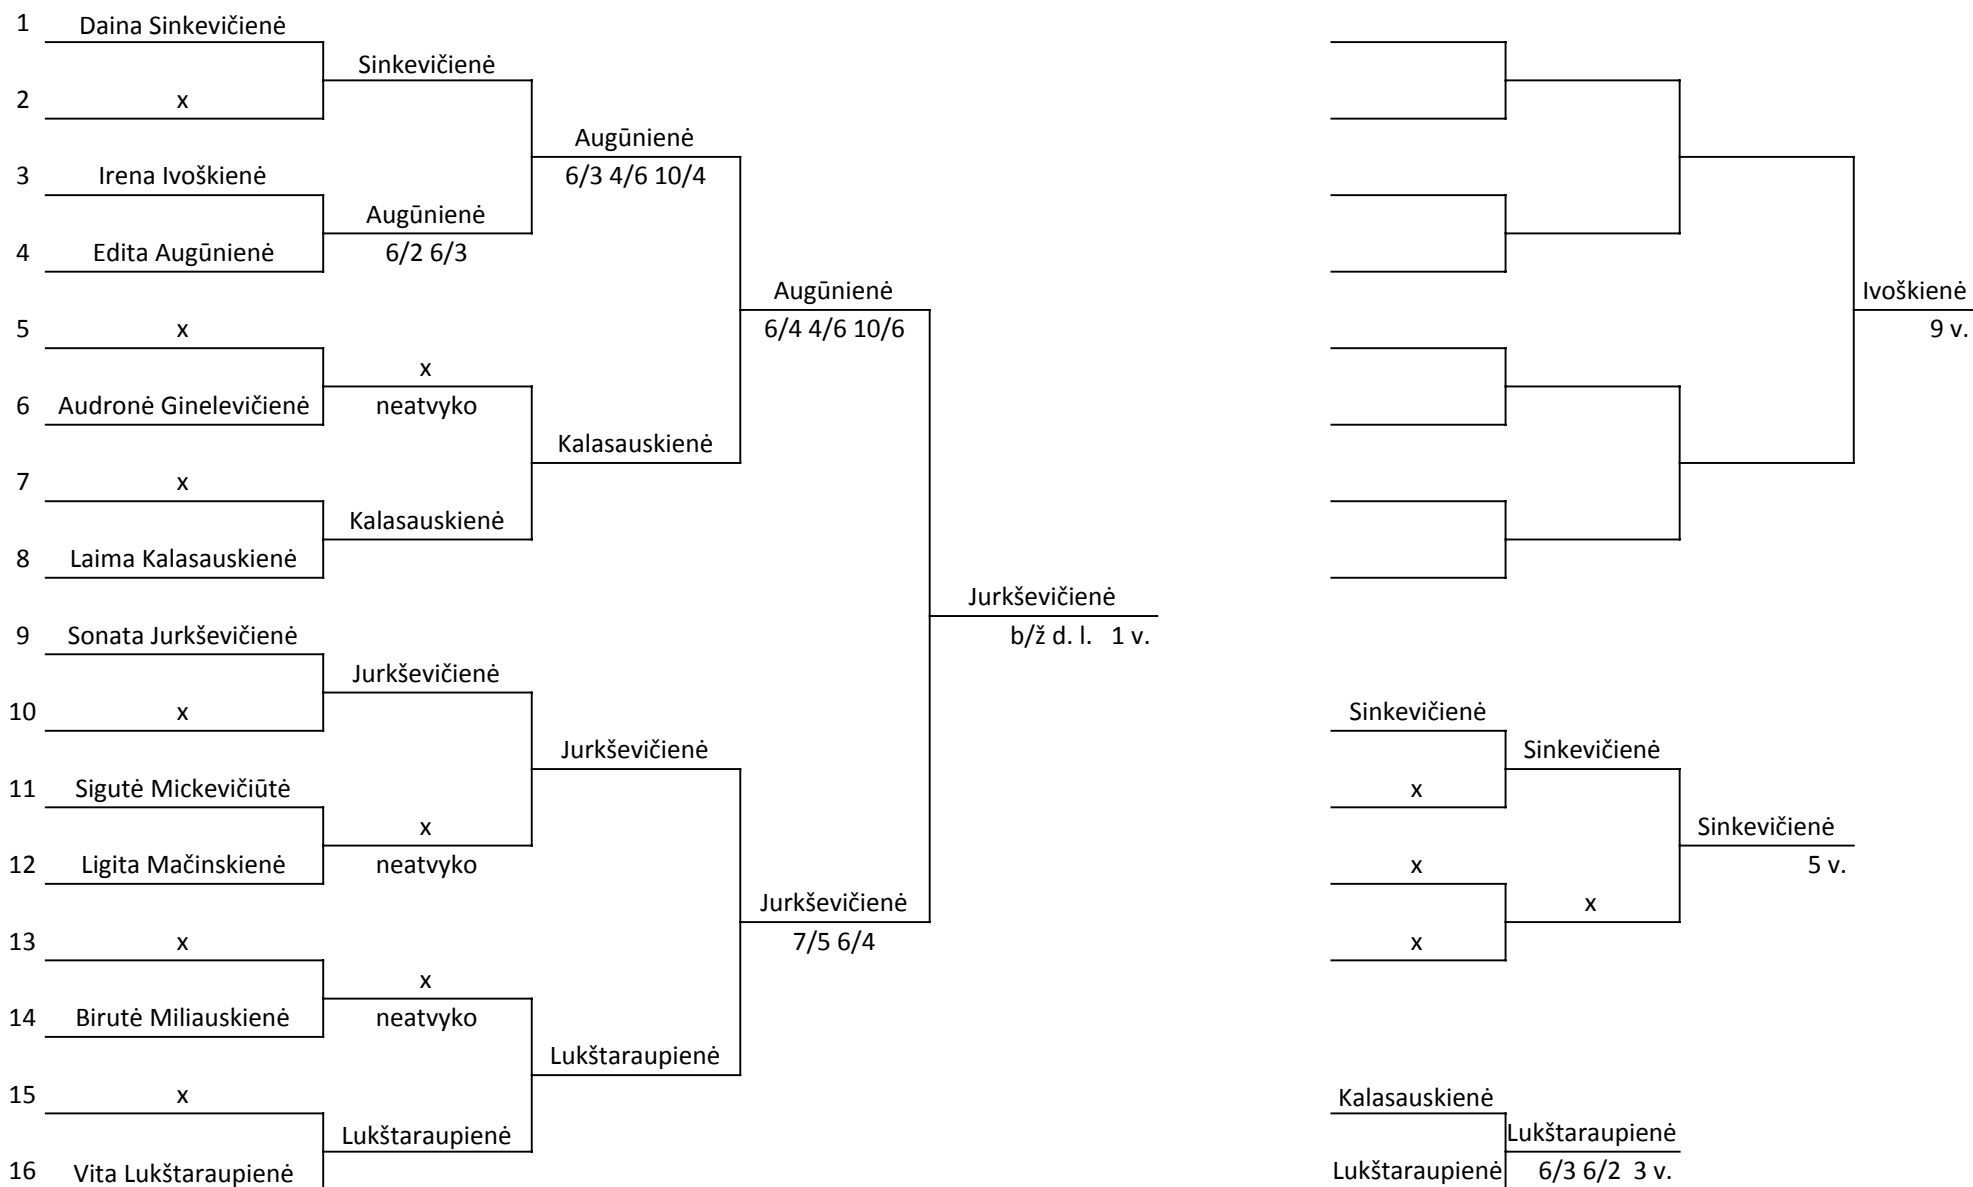 1 Daina Sinkevičienė
Sinkevičienė
2 x
Augūnienė
6/3 4/6 10/4
3 Irena Ivoškienė
Augūnienė
6/2 6/3
4 Edita Augūnienė
Augūnienė
6/4 4/6 10/6
5 x
x
neatvyko
6 Audronė Ginelevičienė
Kalasauskienė
7 x
Kalasauskienė
8 Laima Kalasauskienė
Jurkševičienė
b/ž d. l. 1 v.
9 Sonata Jurkševičienė
Jurkševičienė
10 x
Jurkševičienė
11 Sigutė Mickevičiūtė
x
neatvyko
12 Ligita Mačinskienė
Jurkševičienė
7/5 6/4
13 x
x
neatvyko
14 Birutė Miliauskienė
Lukštaraupienė
15 x
Lukštaraupienė
16 Vita Lukštaraupienė
Ivoškienė
9 v.
Sinkevičienė
Sinkevičienė
x
Sinkevičienė
5 v.
x
x
x
Kalasauskienė
Lukštaraupienė
Lukštaraupienė 6/3 6/2 3 v.